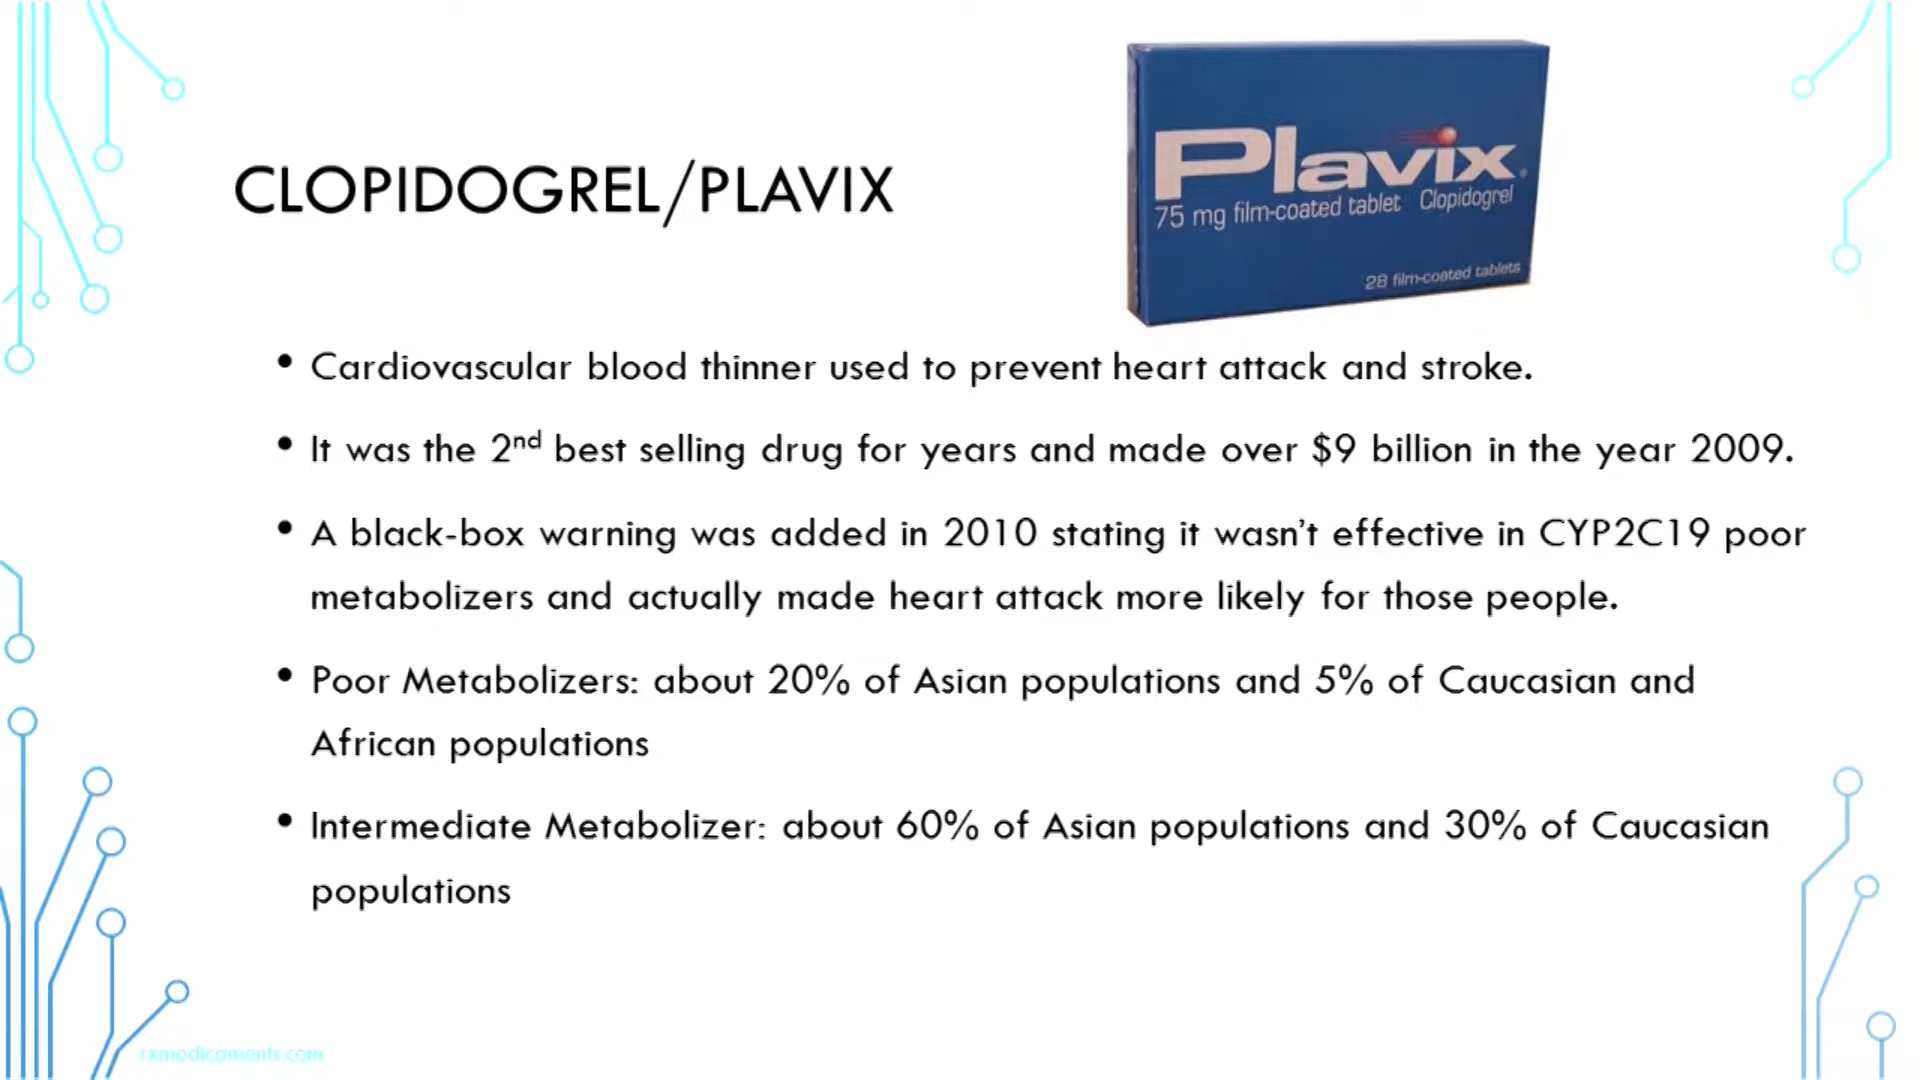 CLOPIDOGREL/PLAVIX
Plavix
75 mg film-coated tablet Clopidogrel
28 film-coated tablets
• Cardiovascular blood thinner used to prevent heart attack and stroke.
• It was the 2nd best selling drug for years and made over $9 billion in the year 2009.
• A black-box warning was added in 2010 stating it wasn't effective in CYP2C19 poor
metabolizers and actually made heart attack more likely for those people.
• Poor Metabolizers: about 20% of Asian populations and 5% of Caucasian and
African populations
• Intermediate Metabolizer: about 60% of Asian populations and 30% of Caucasian
populations
rxmedicaments.com